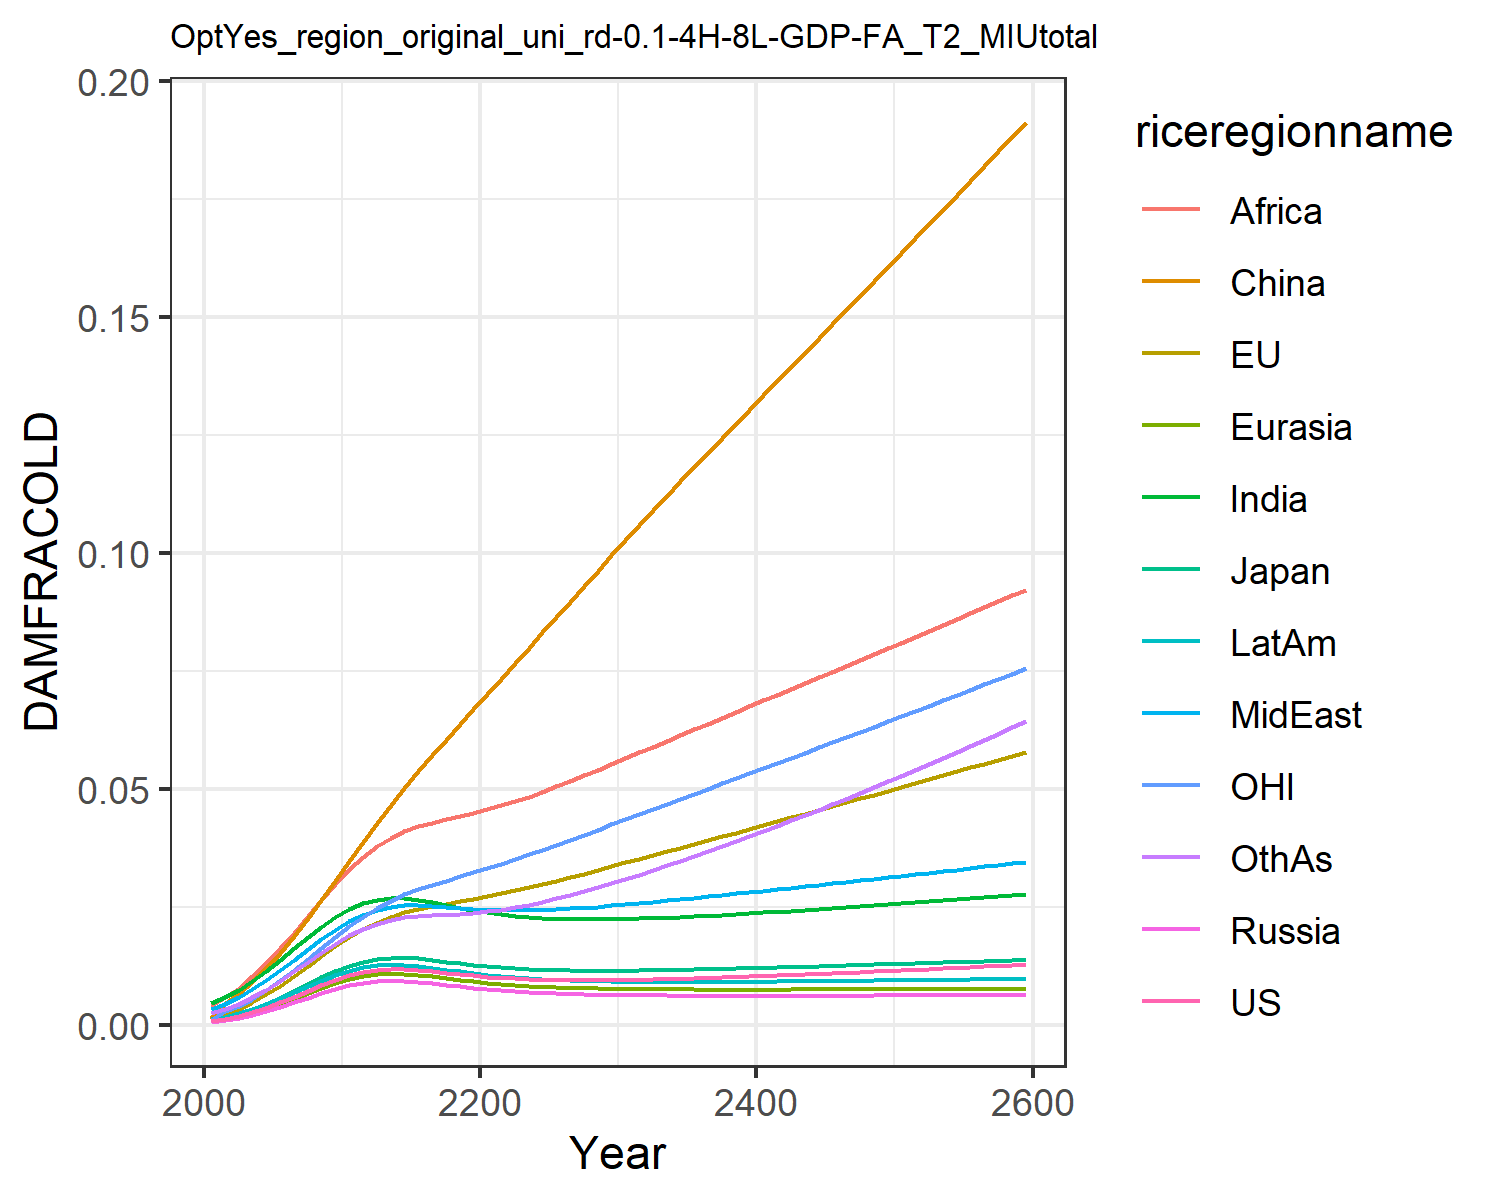 OptYes_region_original_uni_rd-0.1-4H-8L-GDP-FA_T2_MIUtotal
0.20
0.15
0.10
0.05
0.00
DAMFRACOLD
2000 2200 2400 2600
Year
riceregionname
Africa
China
EU
Eurasia
India
Japan
LatAm
MidEast
OHI
OthAs
Russia
US